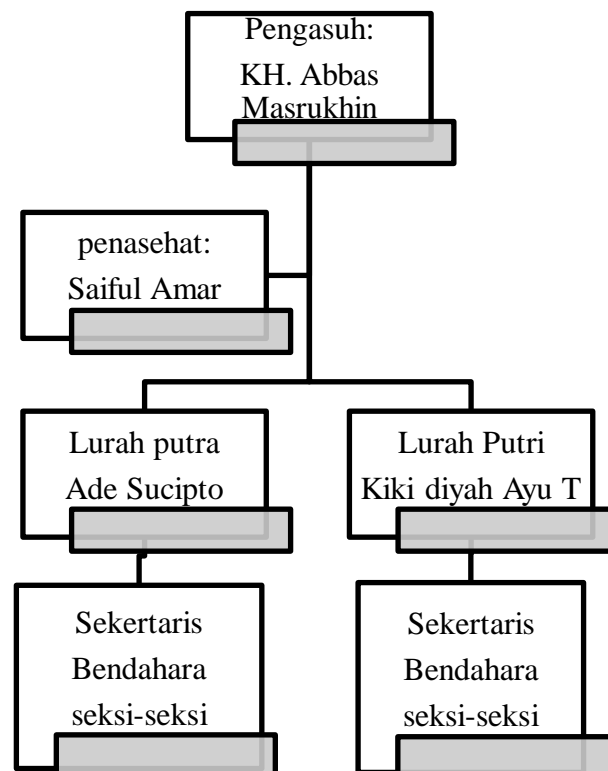 Pengasuh:
KH. Abbas
Masrukhin
penasehat:
Saiful Amar
Lurah putra
Ade Sucipto
Lurah Putri
Kiki diyah Ayu T
Sekertaris
Bendahara
seksi-seksi
Sekertaris
Bendahara
seksi-seksi